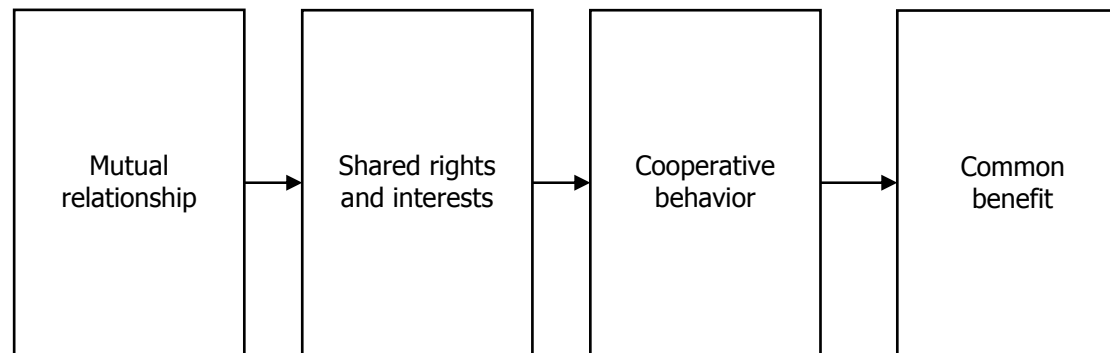 Mutual
relationship
Shared rights
and interests
Cooperative
behavior
Common
benefit